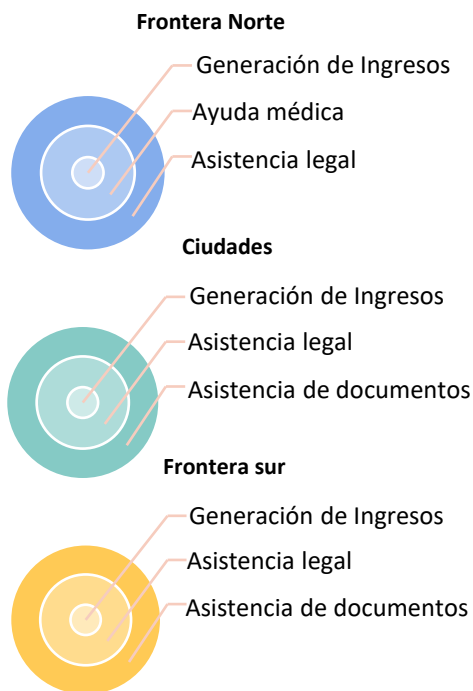 Frontera Norte
Generación de Ingresos
Ayuda médica
Asistencia legal
Ciudades
Generación de Ingresos
Asistencia legal
Asistencia de documentos
Frontera sur
Generación de Ingresos
Asistencia legal
Asistencia de documentos